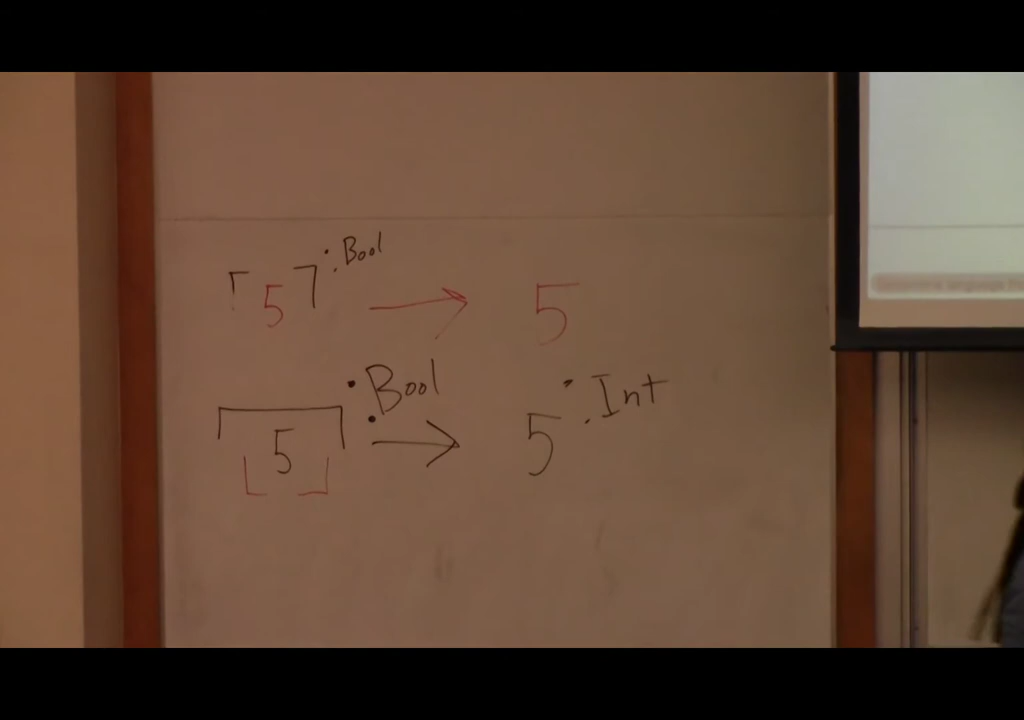 ⌜5⌝ : Bool → 5
⌜⌞5⌟⌝ : Bool → 5 : Int